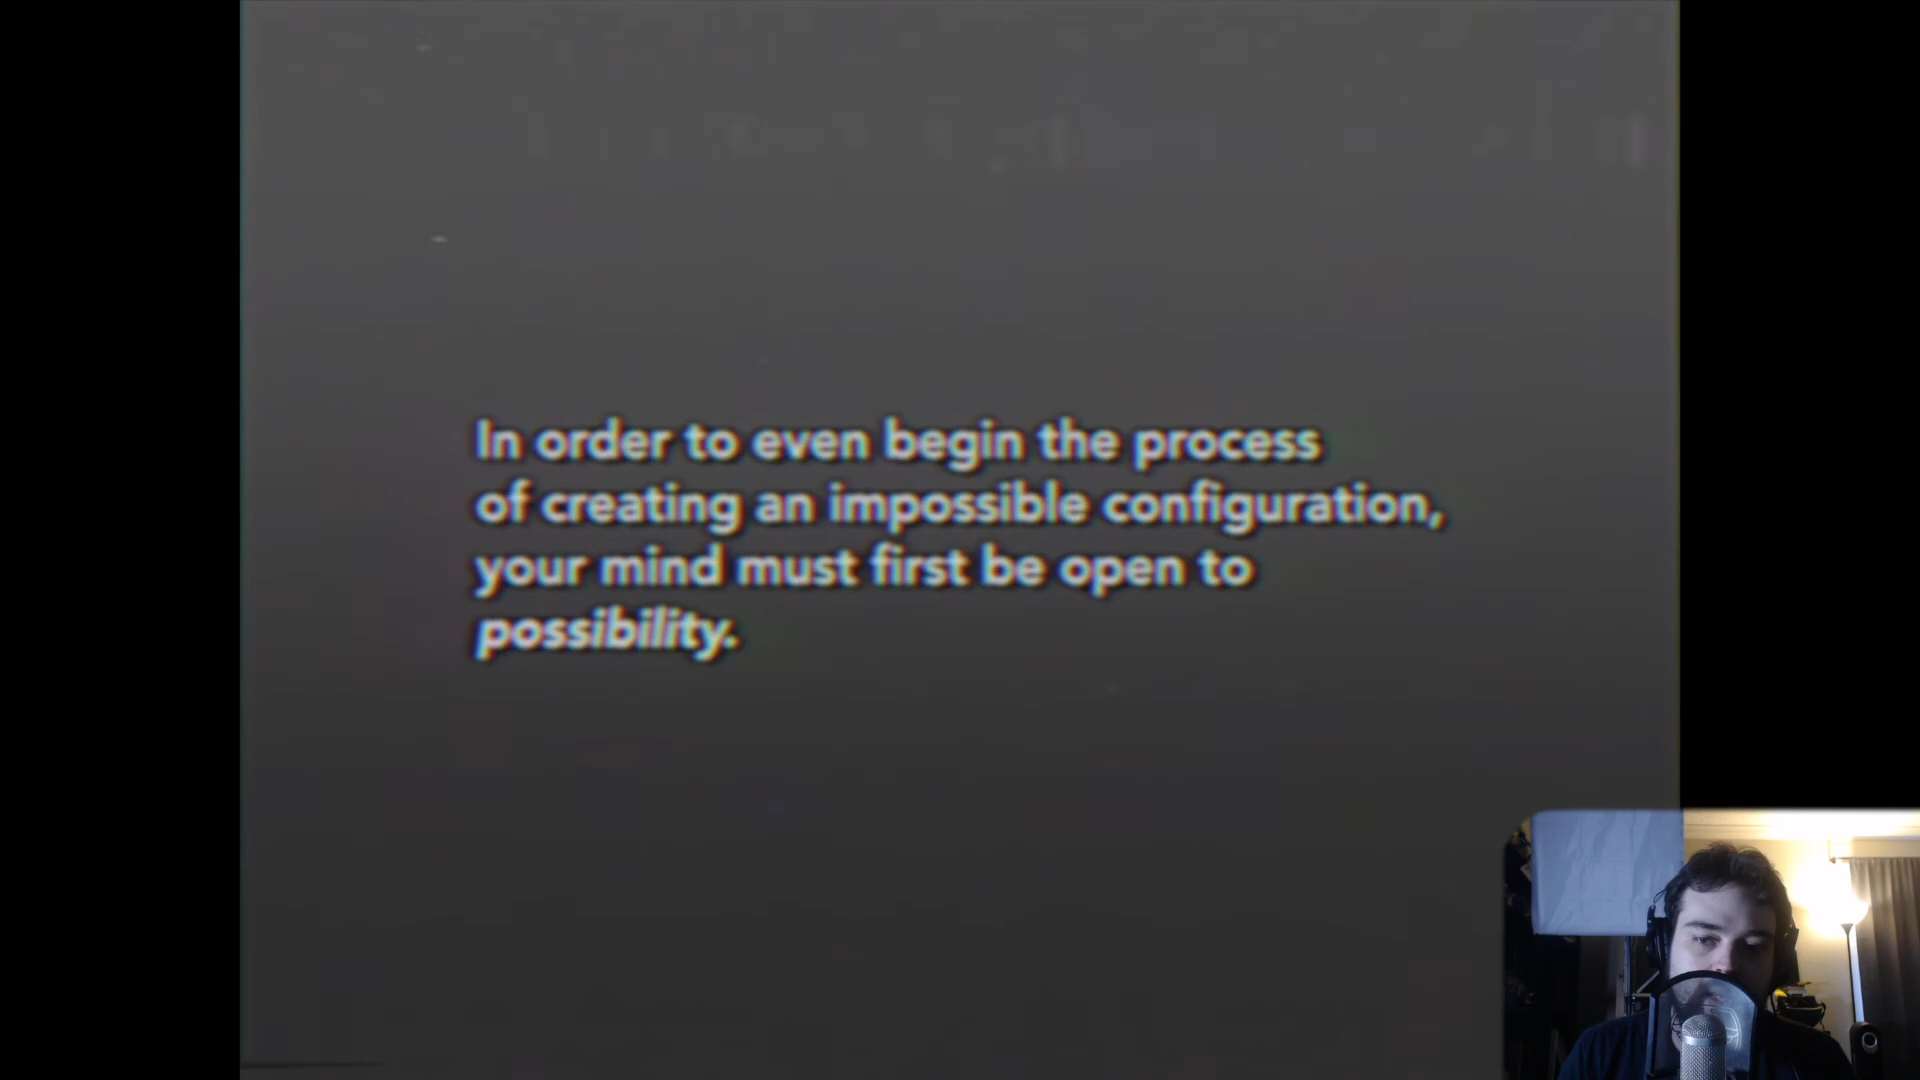 In order to even begin the process
of creating an impossible configuration,
your mind must first be open to
possibility.